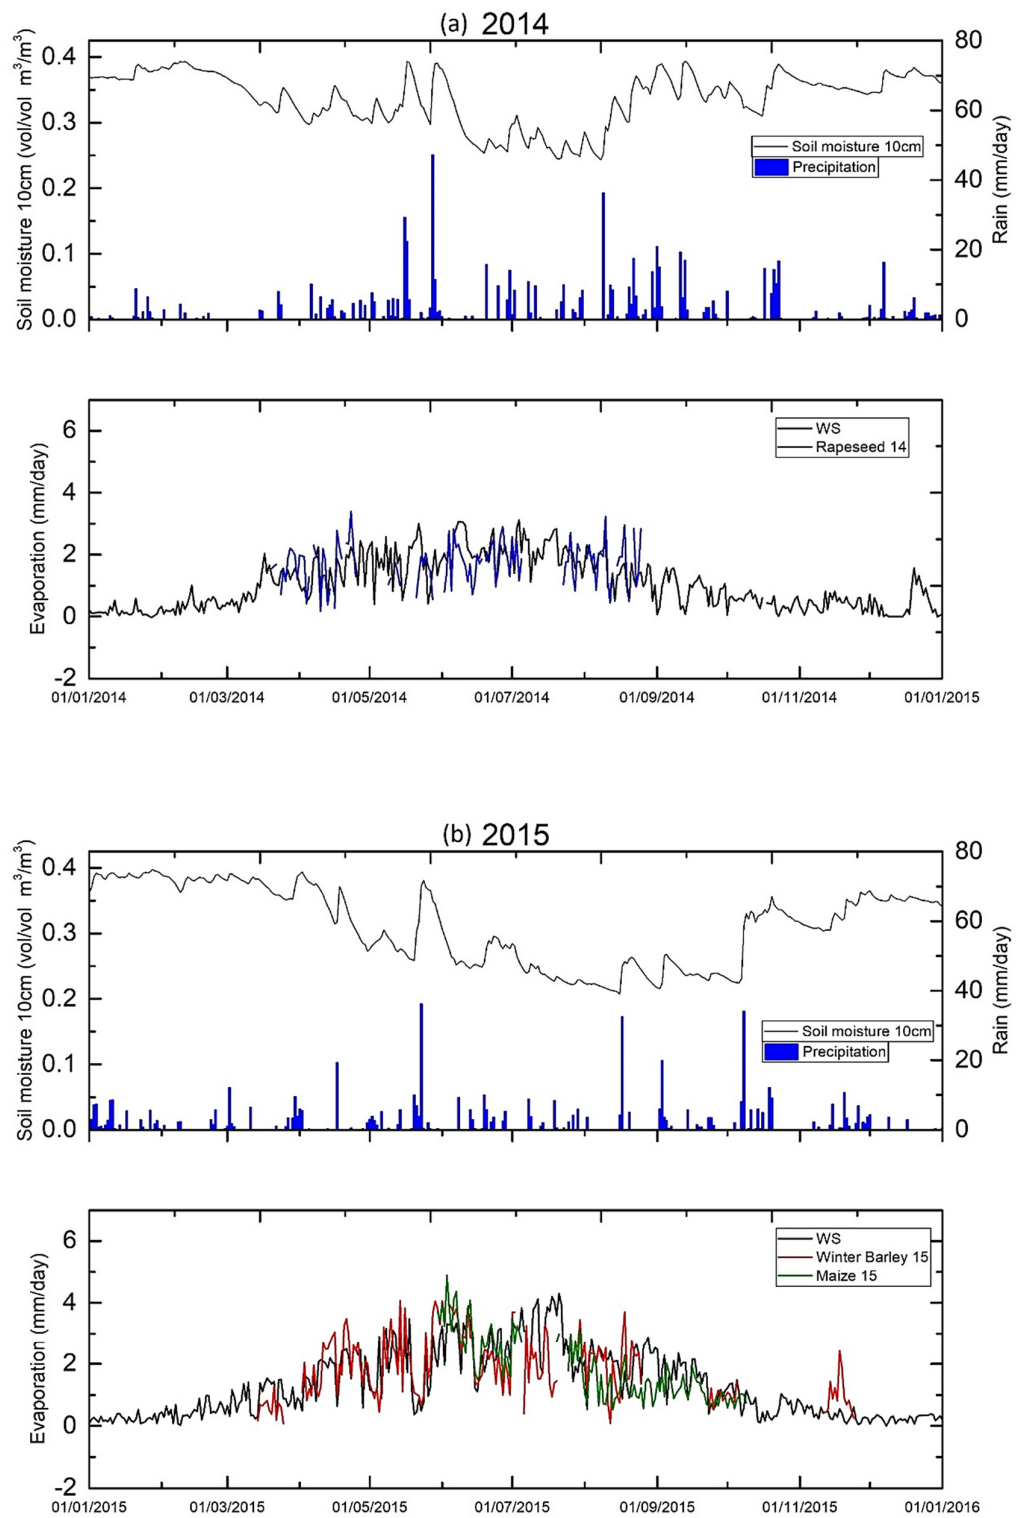 (a) 2014
Soil moisture 10cm (vol/vol m³/m³)
0.4
0.3
0.2
0.1
0.0
80
60
40
20
0
Rain (mm/day)
Soil moisture 10cm
Precipitation
Evaporation (mm/day)
6
4
2
0
-2
WS
Rapeseed 14
01/01/2014 01/03/2014 01/05/2014 01/07/2014 01/09/2014 01/11/2014 01/01/2015
(b) 2015
Soil moisture 10cm (vol/vol m³/m³)
0.4
0.3
0.2
0.1
0.0
80
60
40
20
0
Rain (mm/day)
Soil moisture 10cm
Precipitation
Evaporation (mm/day)
6
4
2
0
-2
WS
Winter Barley 15
Maize 15
01/01/2015 01/03/2015 01/05/2015 01/07/2015 01/09/2015 01/11/2015 01/01/2016